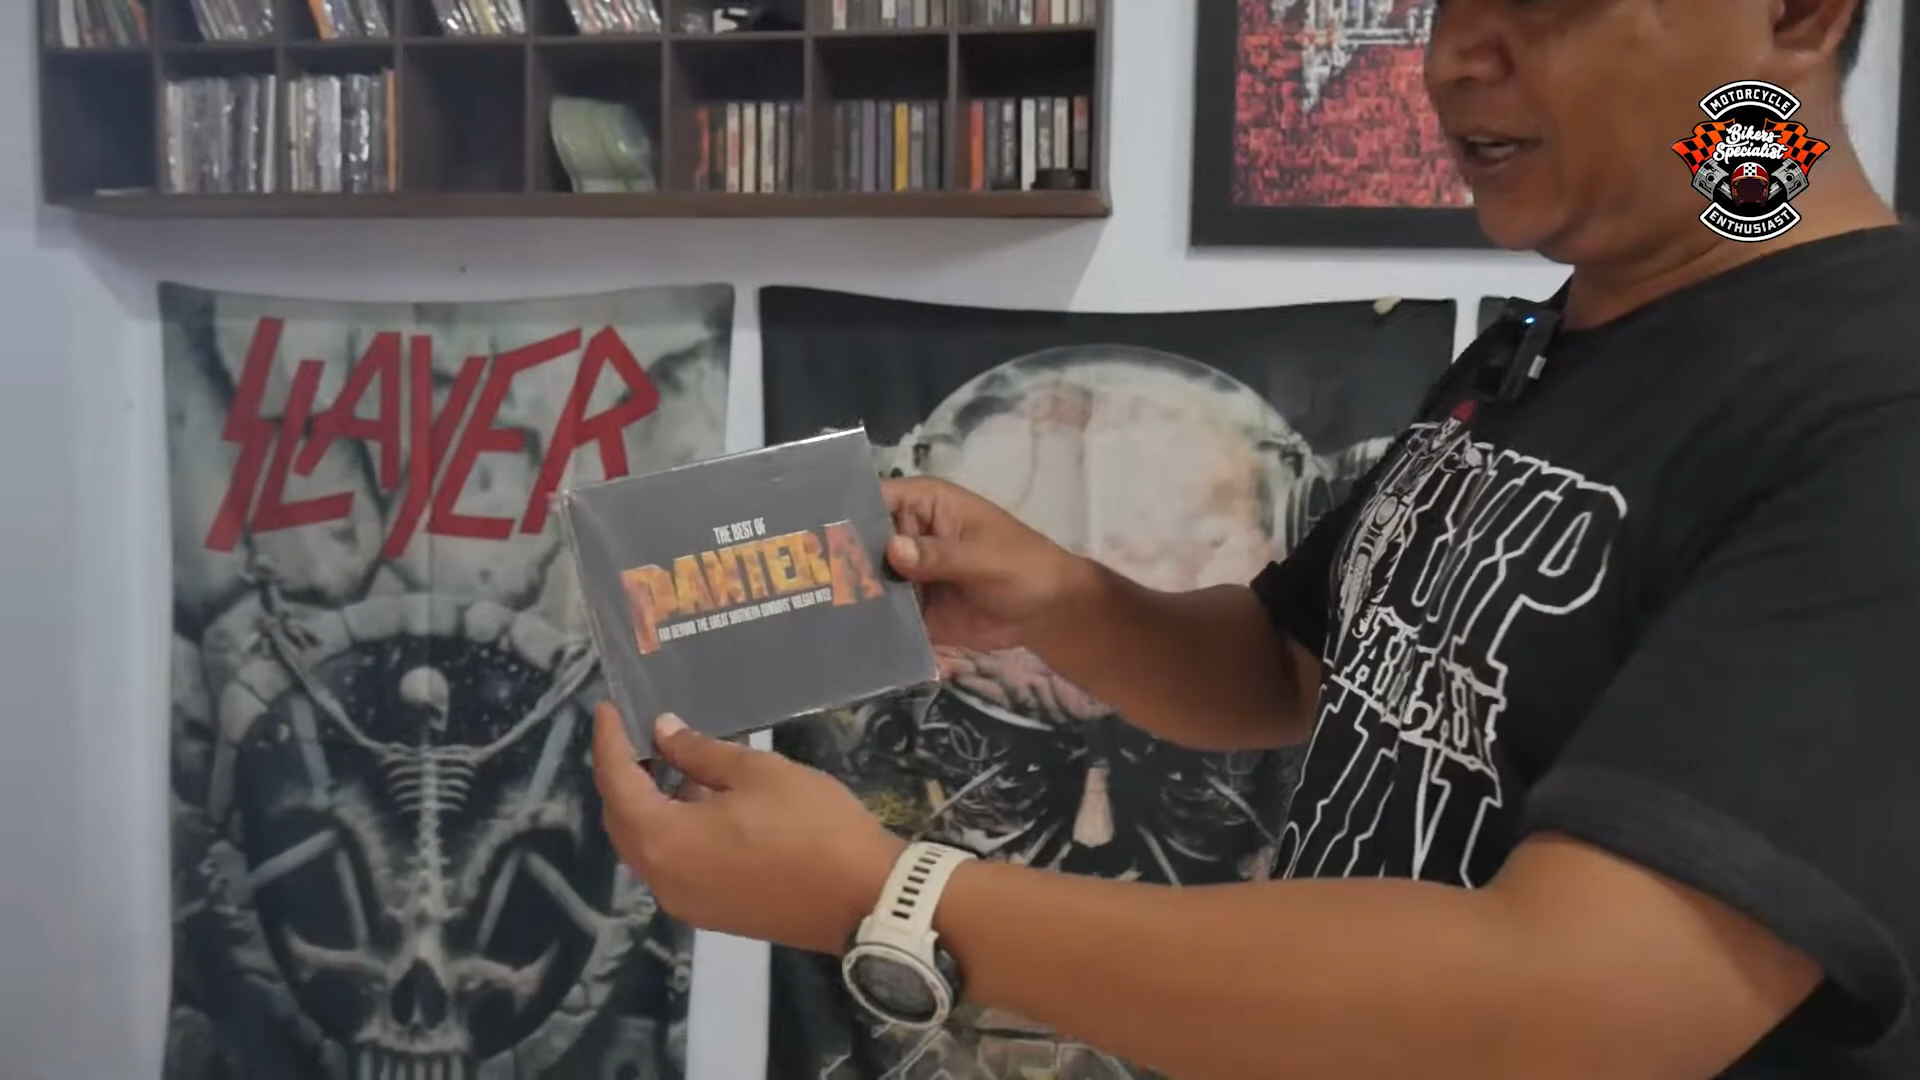 MOTORCYCLE
Bikers
Specialist
ENTHUSIAST
SLAYER
THE BEST OF
PANTERA
FAR BEYOND THE GREAT SOUTHERN COWBOYS' VULGAR HITS!